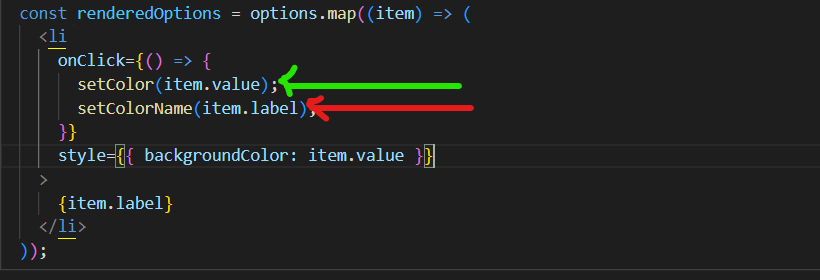 const renderedOptions = options.map((item) => (
<li
onClick={() => {
setColor(item.value);
setColorName(item.label);
}}
style={{ backgroundColor: item.value }}
>
{item.label}
</li>
));